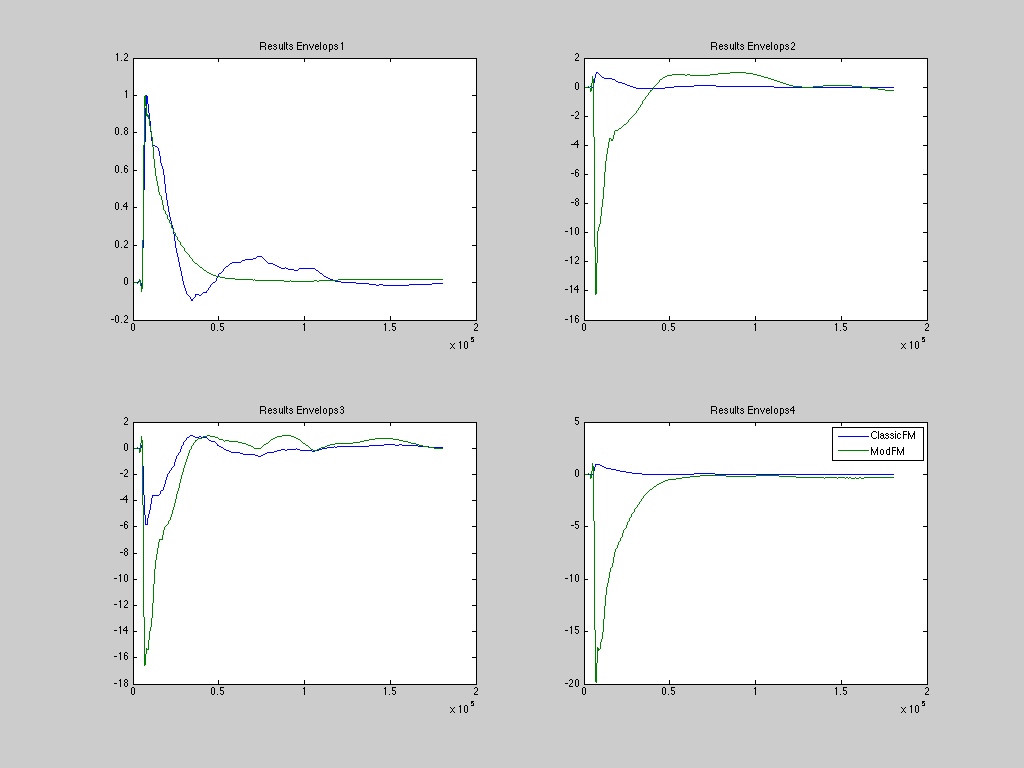 Results Envelops1
1.2
1
0.8
0.6
0.4
0.2
0
-0.2
0 0.5 1 1.5 2
x 10^5
Results Envelops2
2
0
-2
-4
-6
-8
-10
-12
-14
-16
0 0.5 1 1.5 2
x 10^5
Results Envelops3
2
0
-2
-4
-6
-8
-10
-12
-14
-16
-18
0 0.5 1 1.5 2
x 10^5
Results Envelops4
ClassicFM
ModFM
5
0
-5
-10
-15
-20
0 0.5 1 1.5 2
x 10^5